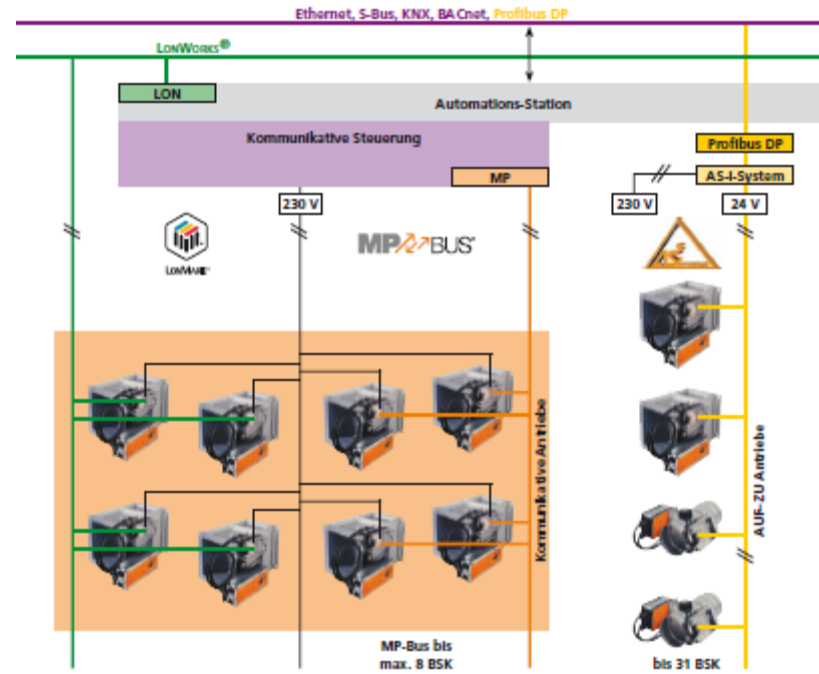 Ethernet, S-Bus, KNX, BACnet, Profibus DP
LONWORKS®
LON
Automations-Station
Kommunikative Steuerung
Profibus DP
MP
AS-I-System
230 V
230 V
24 V
LONMARK®
MP BUS®
Kommunikative Antriebe
AUF-ZU Antriebe
MP-Bus bis
max. 8 BSK
bis 31 BSK